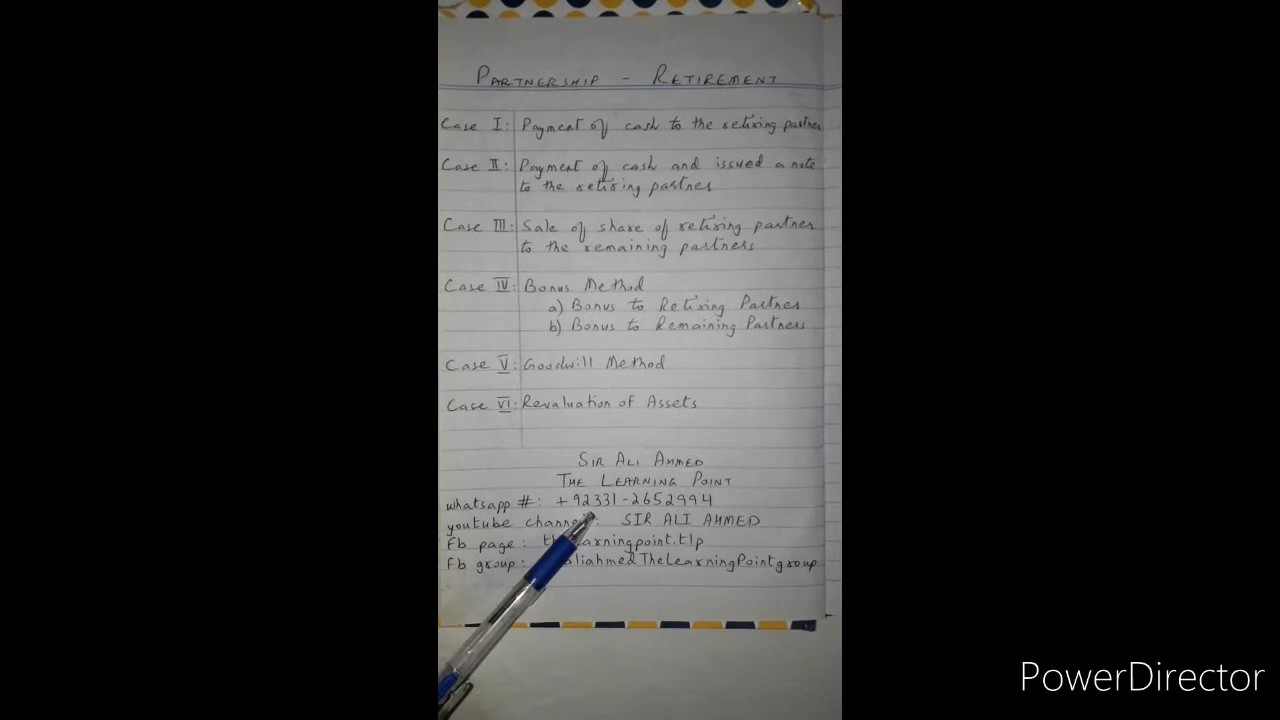 PARTNERSHIP - RETIREMENT
Case I: Payment of cash to the retiring partner
Case II: Payment of cash and issued a note
to the retiring partner
Case III: Sale of share of retiring partner
to the remaining partners
Case IV: Bonus Method
a) Bonus to Retiring Partner
b) Bonus to Remaining Partners
Case V: Goodwill Method
Case VI: Revaluation of Assets
SIR ALI AHMED
THE LEARNING POINT
whatsapp #: +92331-2652994
youtube channel: SIR ALI AHMED
Fb page:
Fb group:
PowerDirector